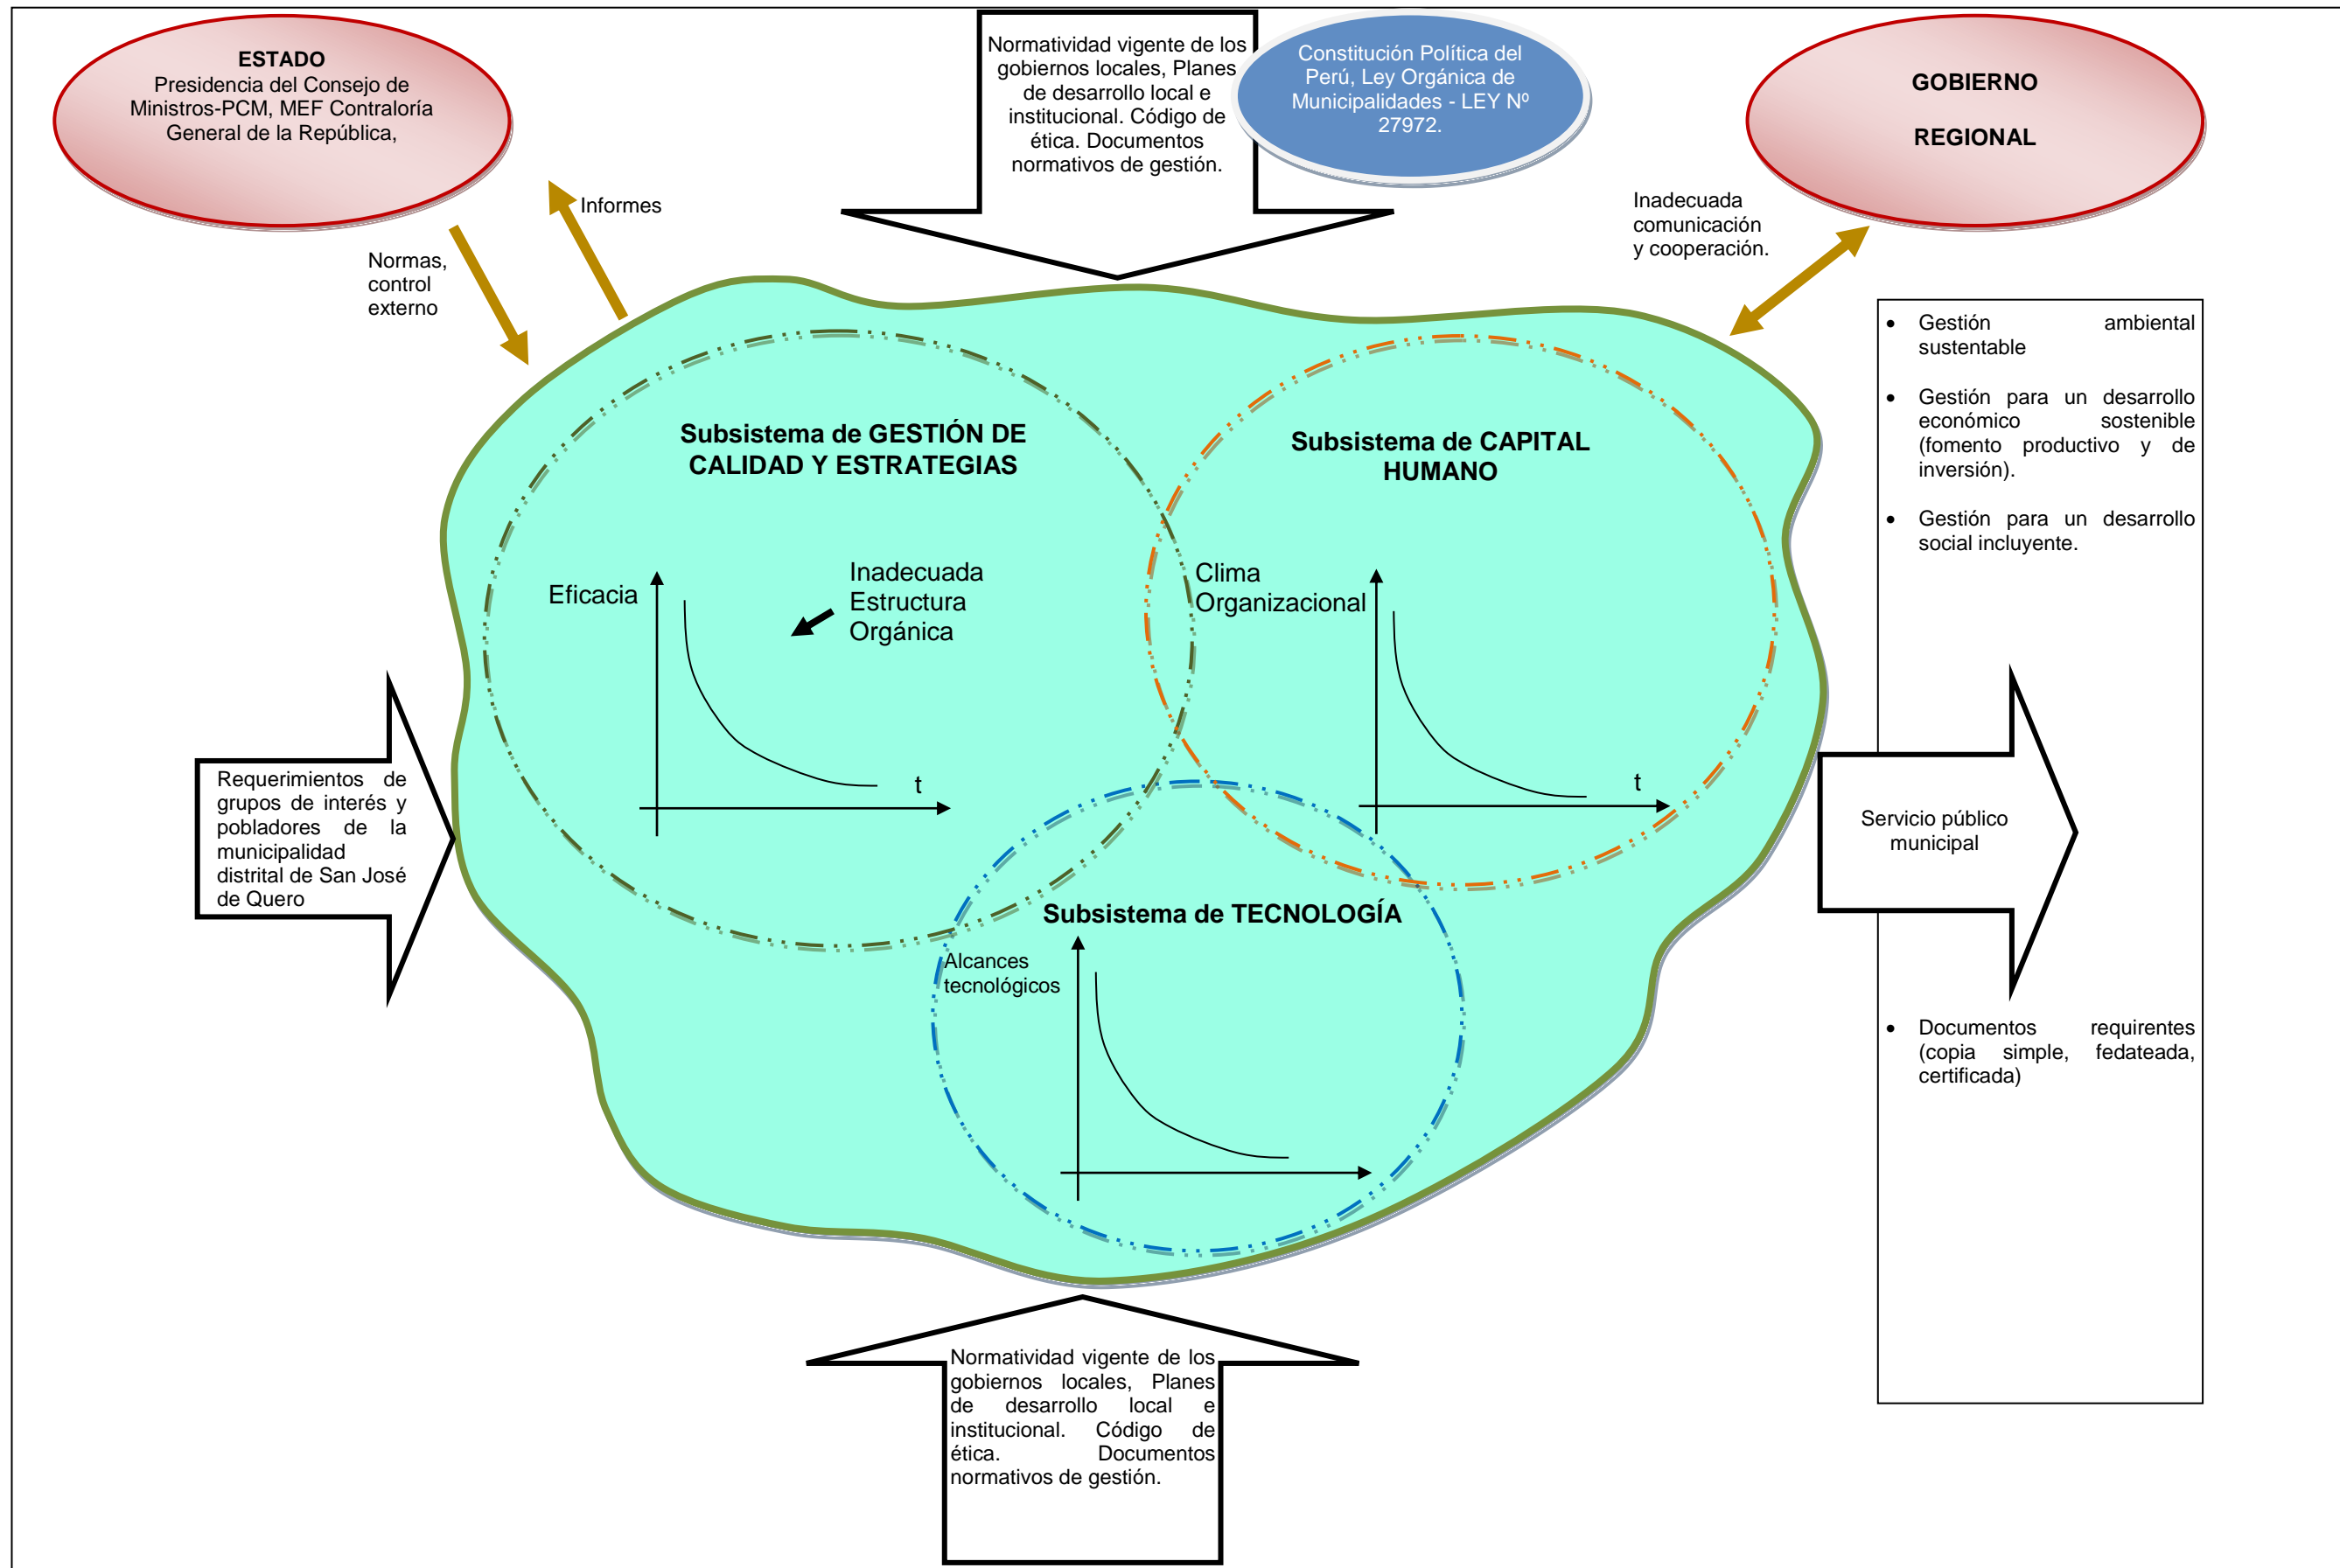 ESTADO
Presidencia del Consejo de
Ministros-PCM, MEF Contraloría
General de la República,
Normatividad vigente de los
gobiernos locales, Planes
de desarrollo local e
institucional. Código de
ética. Documentos
normativos de gestión.
Constitución Política del
Perú, Ley Orgánica de
Municipalidades - LEY Nº
27972.
GOBIERNO
REGIONAL
Informes
Normas,
control
externo
Inadecuada
comunicación
y cooperación.
Subsistema de GESTIÓN DE
CALIDAD Y ESTRATEGIAS
Eficacia
Inadecuada
Estructura
Orgánica
t
Subsistema de CAPITAL
HUMANO
Clima
Organizacional
t
Subsistema de TECNOLOGÍA
Alcances
tecnológicos
Requerimientos de
grupos de interés y
pobladores de la
municipalidad
distrital de San José
de Quero
• Gestión ambiental
sustentable
• Gestión para un desarrollo
económico sostenible
(fomento productivo y de
inversión).
• Gestión para un desarrollo
social incluyente.
Servicio público
municipal
• Documentos requirentes
(copia simple, fedateada,
certificada)
Normatividad vigente de los
gobiernos locales, Planes
de desarrollo local e
institucional. Código de
ética. Documentos
normativos de gestión.